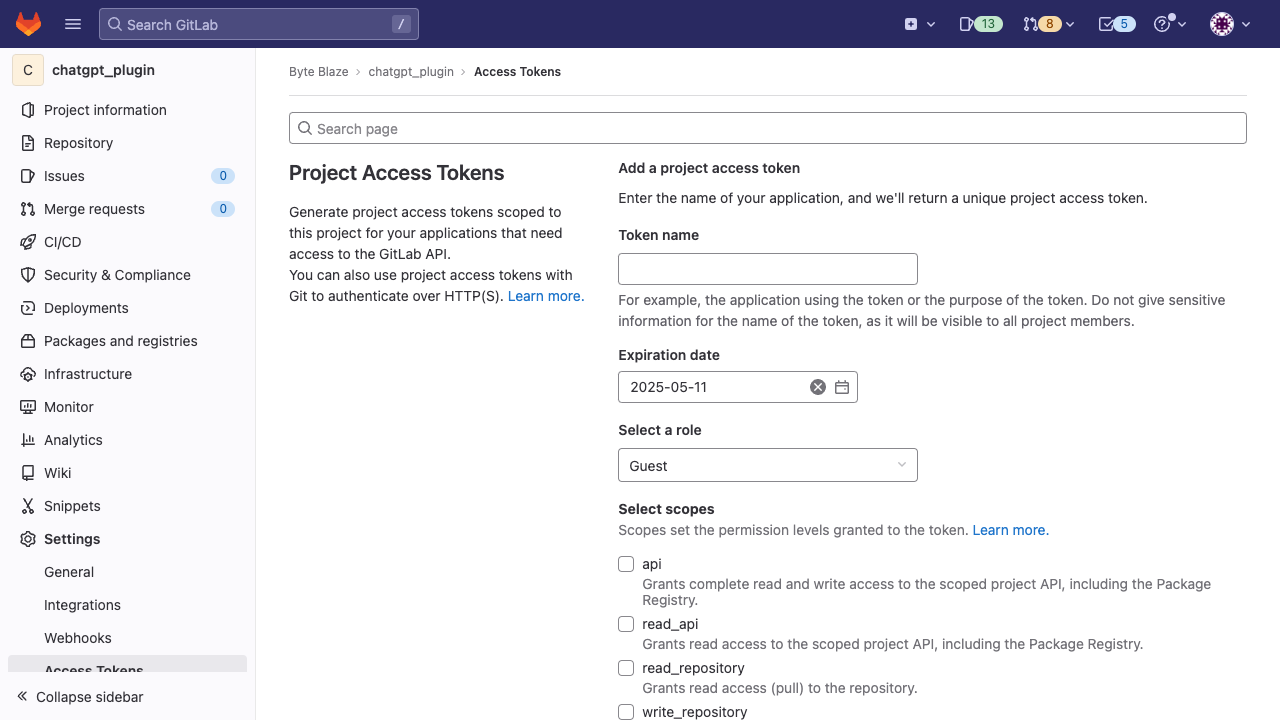 Search GitLab
/
13
8
5
C
chatgpt_plugin
Project information
Repository
Issues
0
Merge requests
0
CI/CD
Security & Compliance
Deployments
Packages and registries
Infrastructure
Monitor
Analytics
Wiki
Snippets
Settings
General
Integrations
Webhooks
Access Tokens
Collapse sidebar
Byte Blaze
chatgpt_plugin
Access Tokens
Search page
Project Access Tokens
Generate project access tokens scoped to
this project for your applications that need
access to the GitLab API.
You can also use project access tokens with
Git to authenticate over HTTP(S). Learn more.
Add a project access token
Enter the name of your application, and we'll return a unique project access token.
Token name
For example, the application using the token or the purpose of the token. Do not give sensitive
information for the name of the token, as it will be visible to all project members.
Expiration date
2025-05-11
Select a role
Guest
Select scopes
Scopes set the permission levels granted to the token. Learn more.
api
Grants complete read and write access to the scoped project API, including the Package
Registry.
read_api
Grants read access to the scoped project API, including the Package Registry.
read_repository
Grants read access (pull) to the repository.
write_repository